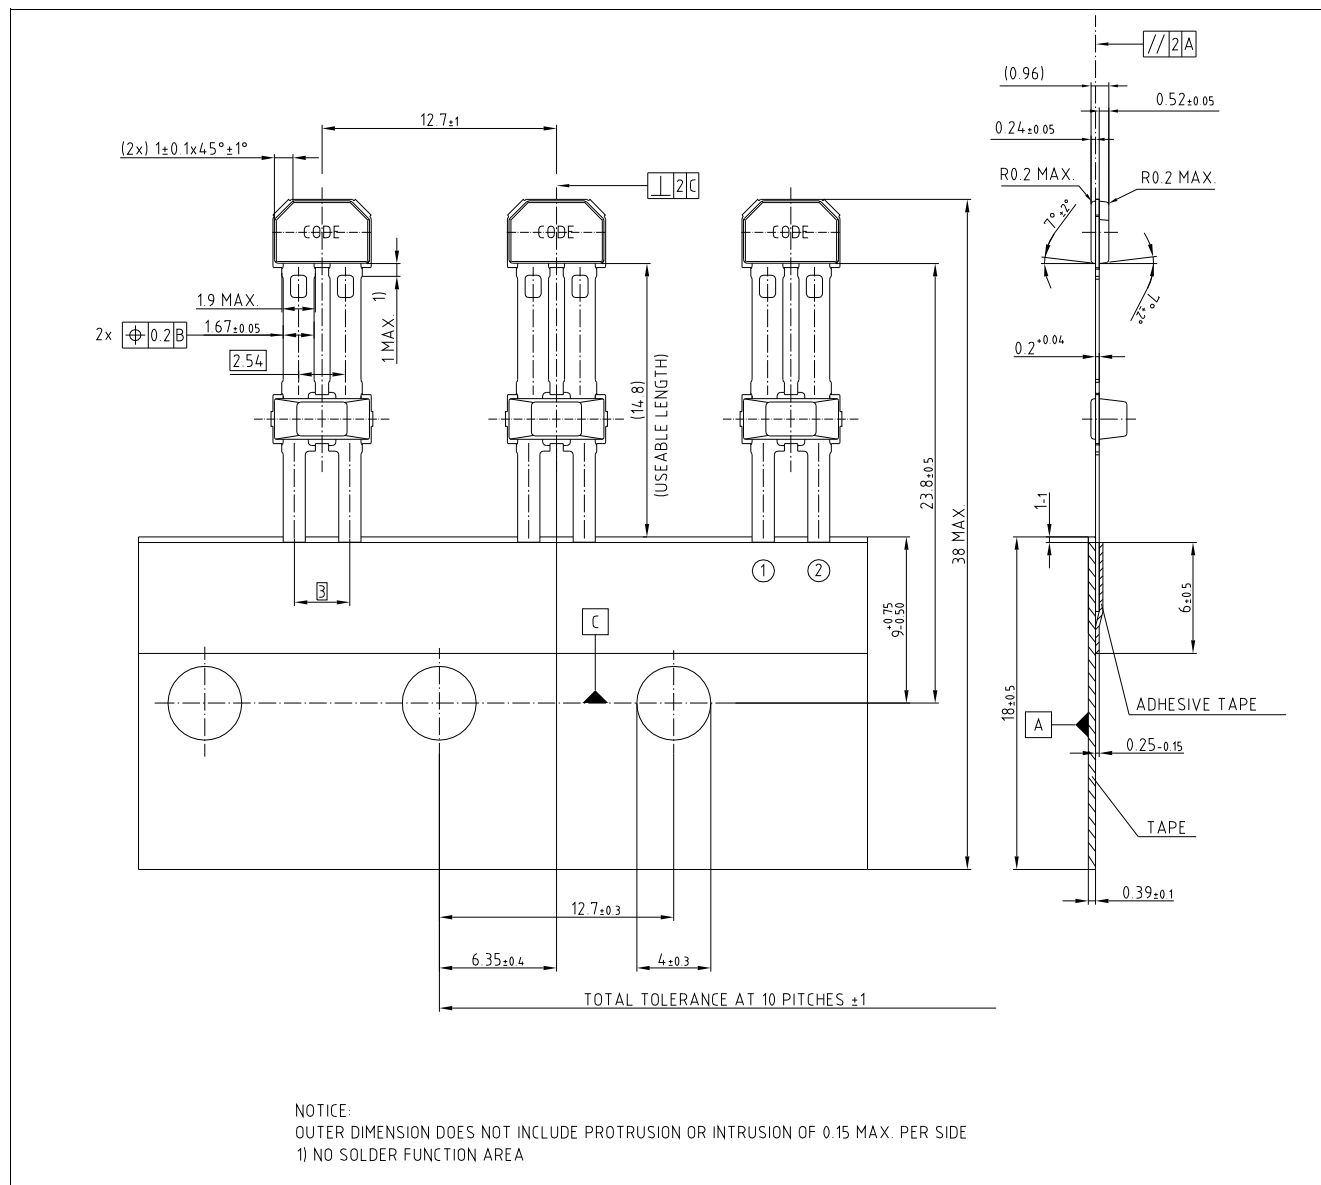 // 2 A
(0.96)
0.52±0.05
12.7±1
0.24±0.05
(2x) 1±0.1x45°±1°
R0.2 MAX.
R0.2 MAX.
⊥ 2 C
7°±2°
CODE
CODE
CODE
1.9 MAX.
1 MAX. 1)
7°±2°
2x ⌖ 0.2 B
1.67±0.05
0.2+0.04
2.54
(14.8)
(USEABLE LENGTH)
23.8±0.5
38 MAX.
1-1
1
2
3
9+0.75-0.50
6±0.5
C
18±0.5
ADHESIVE TAPE
A
0.25-0.15
TAPE
0.39±0.1
12.7±0.3
6.35±0.4
4±0.3
TOTAL TOLERANCE AT 10 PITCHES ±1
NOTICE:
OUTER DIMENSION DOES NOT INCLUDE PROTRUSION OR INTRUSION OF 0.15 MAX. PER SIDE
1) NO SOLDER FUNCTION AREA